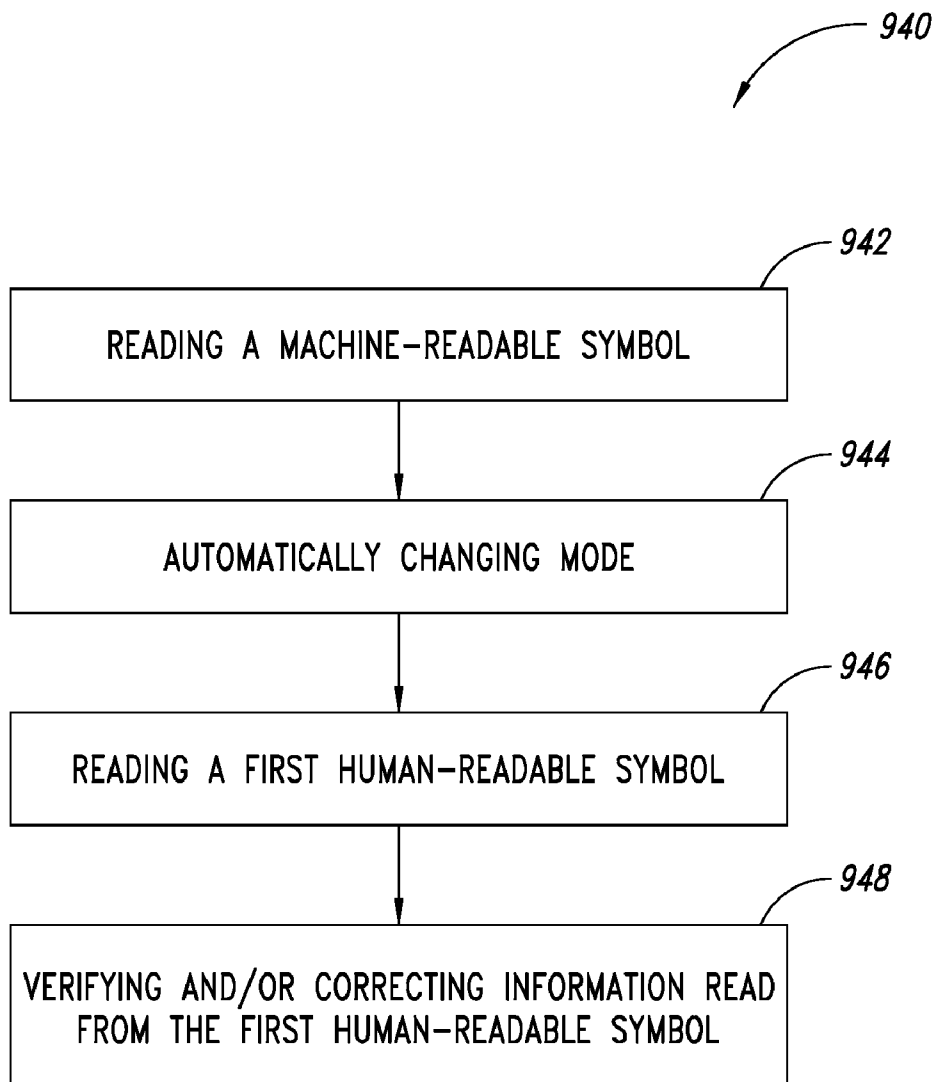 940
942
READING A MACHINE-READABLE SYMBOL
944
AUTOMATICALLY CHANGING MODE
946
READING A FIRST HUMAN-READABLE SYMBOL
948
VERIFYING AND/OR CORRECTING INFORMATION READ
FROM THE FIRST HUMAN-READABLE SYMBOL